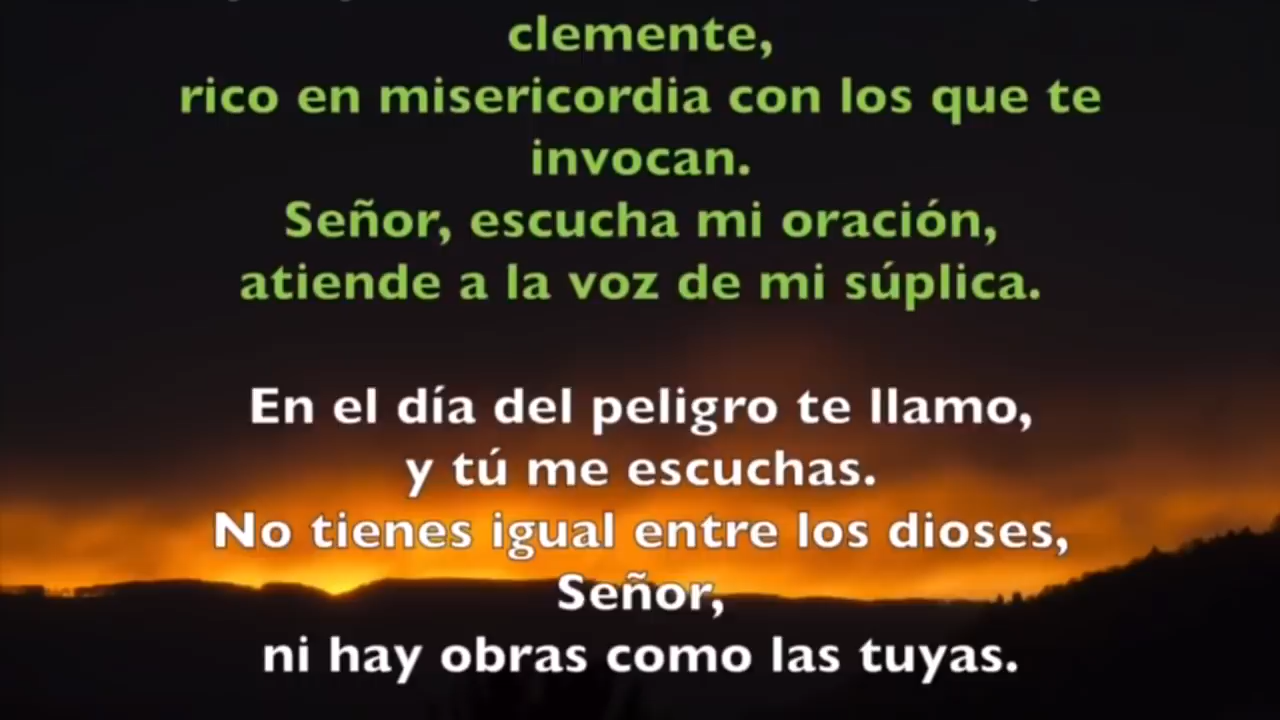 clemente,
rico en misericordia con los que te
invocan.
Señor, escucha mi oración,
atiende a la voz de mi súplica.
En el día del peligro te llamo,
y tú me escuchas.
No tienes igual entre los dioses,
Señor,
ni hay obras como las tuyas.